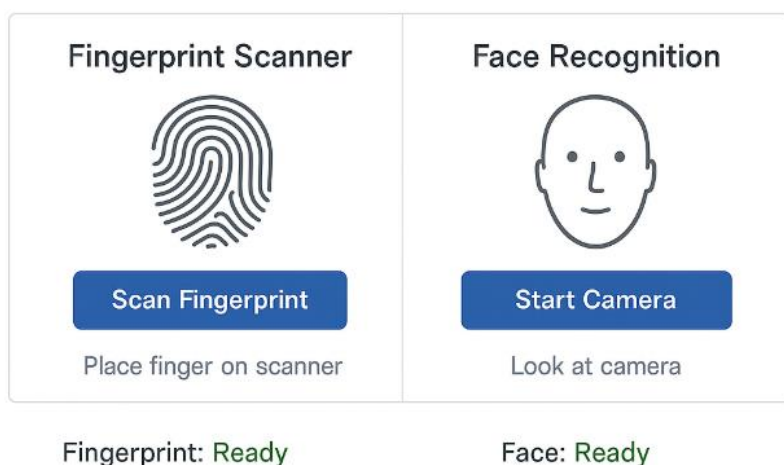 Fingerprint Scanner
Scan Fingerprint
Place finger on scanner
Fingerprint: Ready
Face Recognition
Start Camera
Look at camera
Face: Ready